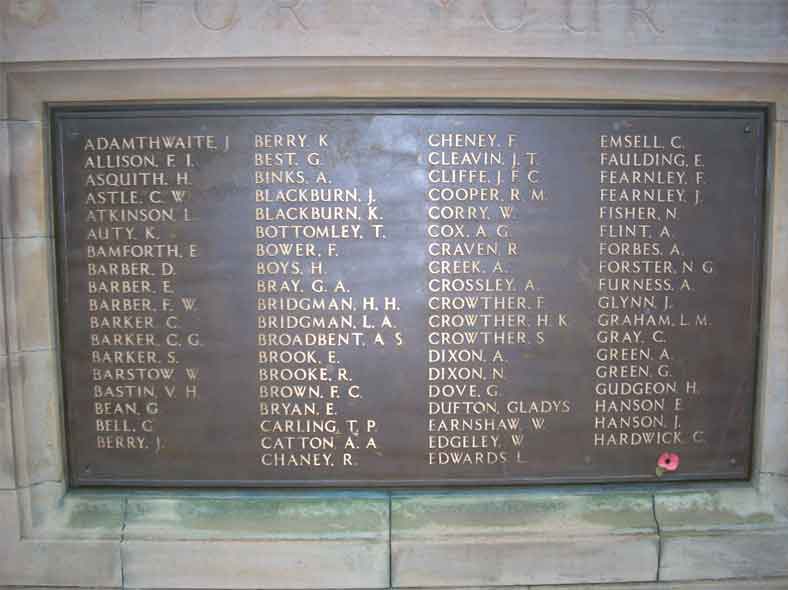 FOR YOUR
ADAMTHWAITE, J
ALLISON, F. I.
ASQUITH, H.
ASTLE, C. W
ATKINSON, L.
AUTY, K.
BAMFORTH, E.
BARBER, D.
BARBER, E.
BARBER, F. W.
BARKER, C.
BARKER, C, G.
BARKER, S.
BARSTOW, W.
BASTIN, V. H.
BEAN, G
BELL, C
BERRY, J.
BERRY, K
BEST, G.
BINKS, A.
BLACKBURN, J.
BLACKBURN, K.
BOTTOMLEY, T.
BOWER, F.
BOYS, H.
BRAY, G. A.
BRIDGMAN, H. H.
BRIDGMAN, L. A.
BROADBENT, A. S
BROOK, E.
BROOKE, R.
BROWN, F. C.
BRYAN, E.
CARLING, T, P.
CATTON A. A.
CHANEY, R.
CHENEY, F.
CLEAVIN, J. T.
CLIFFE, J. F. C.
COOPER, R. M.
CORRY, W.
COX, A. G.
CRAVEN, R
CREEK, A.
CROSSLEY, A.
CROWTHER, F
CROWTHER, H. K.
CROWTHER, S
DIXON, A.
DIXON, N
DOVE, G.
DUFTON, GLADYS
EARNSHAW, W.
EDGELEY, W
EDWARDS L.
EMSELL, C.
FAULDING, E.
FEARNLEY, F.
FEARNLEY, J.
FISHER, N
FLINT, A.
FORBES, A.
FORSTER, N G
FURNESS, A.
GLYNN, J.
GRAHAM, L. M.
GRAY, C.
GREEN, A.
GREEN, G.
GUDGEON, H.
HANSON E.
HANSON, J.
HARDWICK, C.